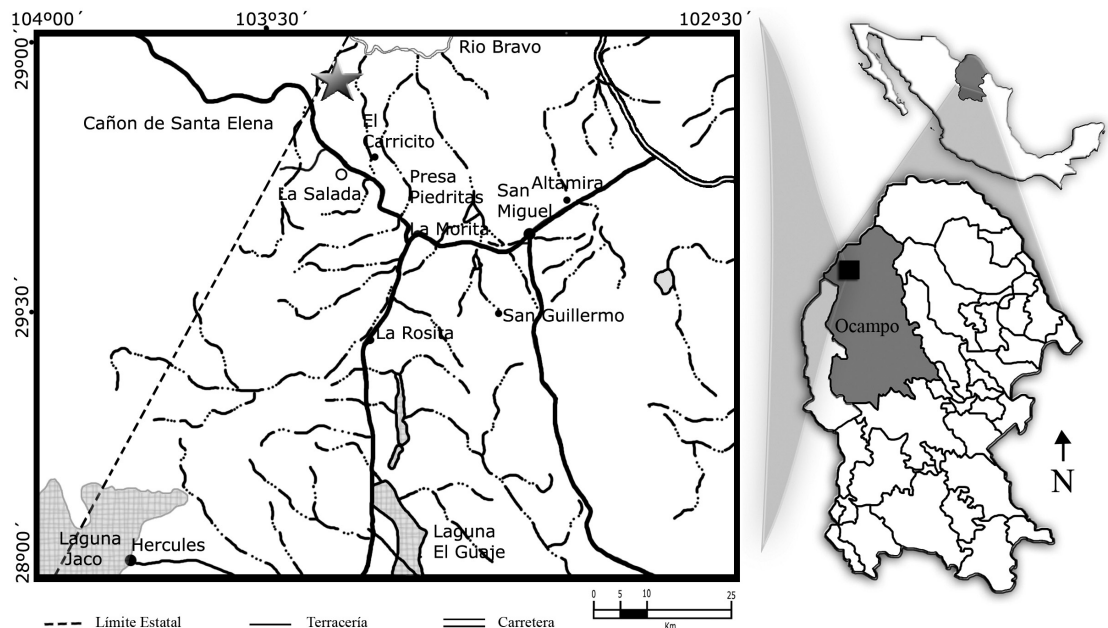 104º00´
103º30´
102º30´
29º00´
Rio Bravo
Cañon de Santa Elena
El
Carricito
La Salada
Presa
Piedritas
San
Miguel
Altamira
La Morita
29º30´
San Guillermo
La Rosita
Ocampo
N
Laguna
Jaco
Hercules
Laguna
El Guaje
28º00´
0 5 10 25
Km
Límite Estatal
Terracería
Carretera